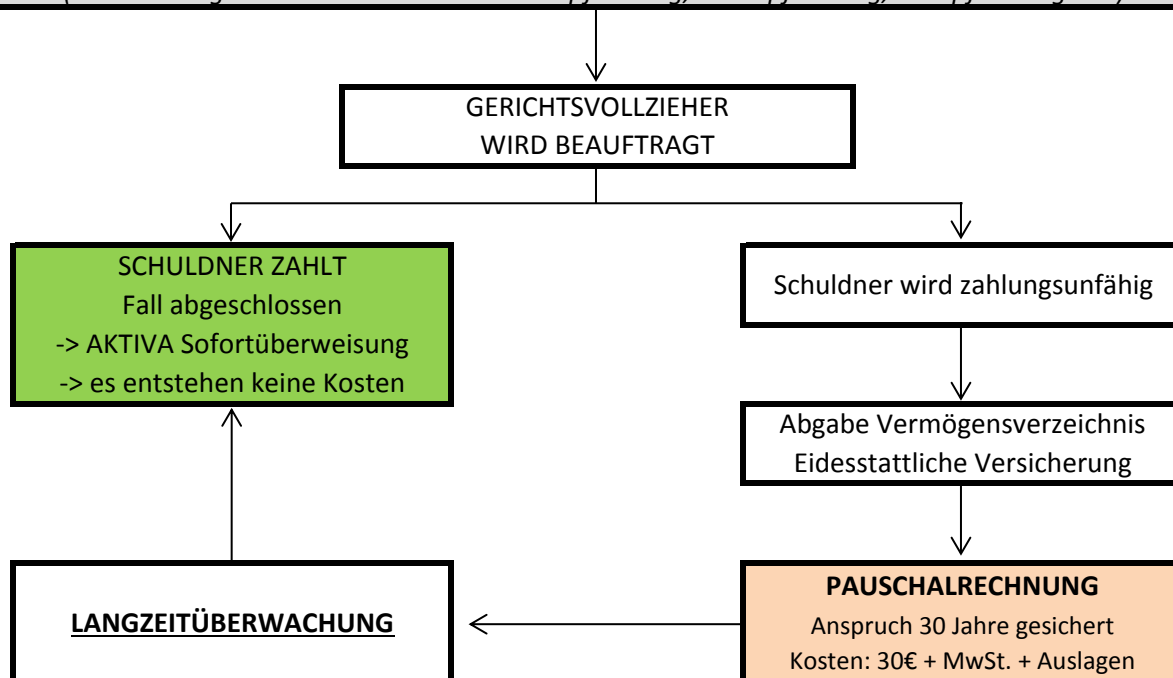 GERICHTSVOLLZIEHER
WIRD BEAUFTRAGT
SCHULDNER ZAHLT
Fall abgeschlossen
-> AKTIVA Sofortüberweisung
-> es entstehen keine Kosten
Schuldner wird zahlungsunfähig
Abgabe Vermögensverzeichnis
Eidesstattliche Versicherung
LANGZEITÜBERWACHUNG
PAUSCHALRECHNUNG
Anspruch 30 Jahre gesichert
Kosten: 30€ + MwSt. + Auslagen